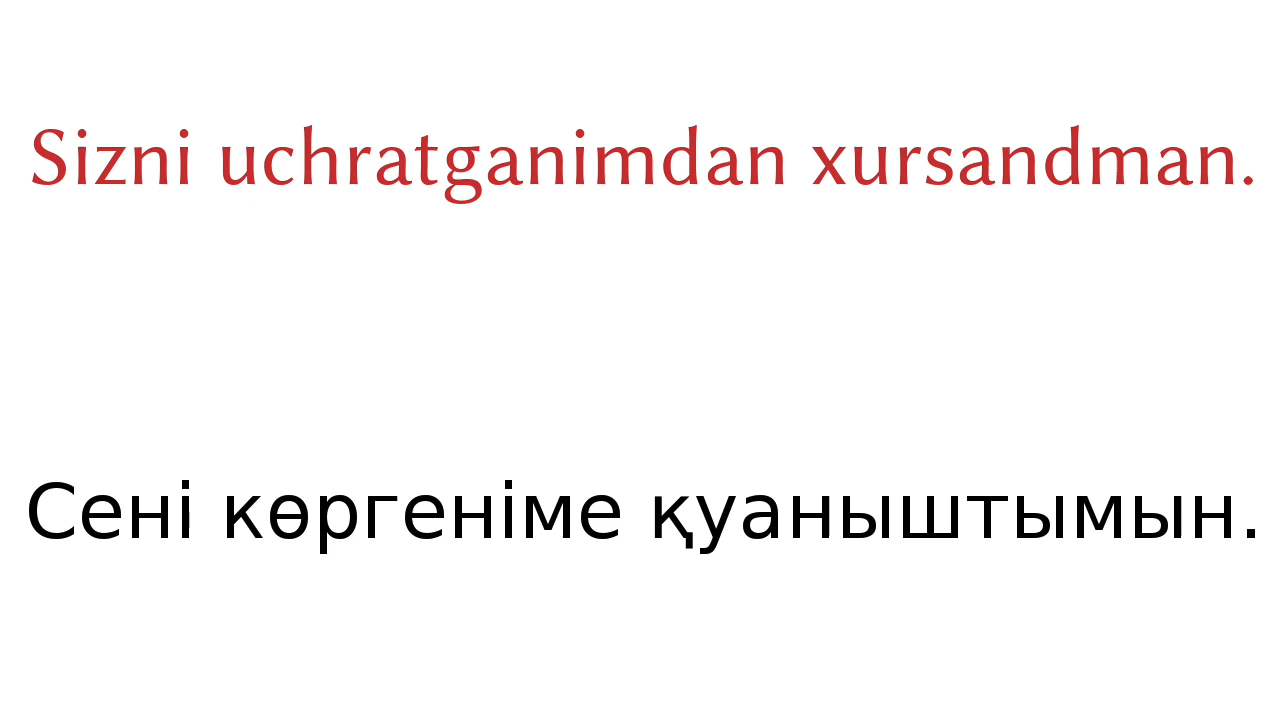 Sizni uchratganimdan xursandman.
Сені көргеніме қуаныштымын.